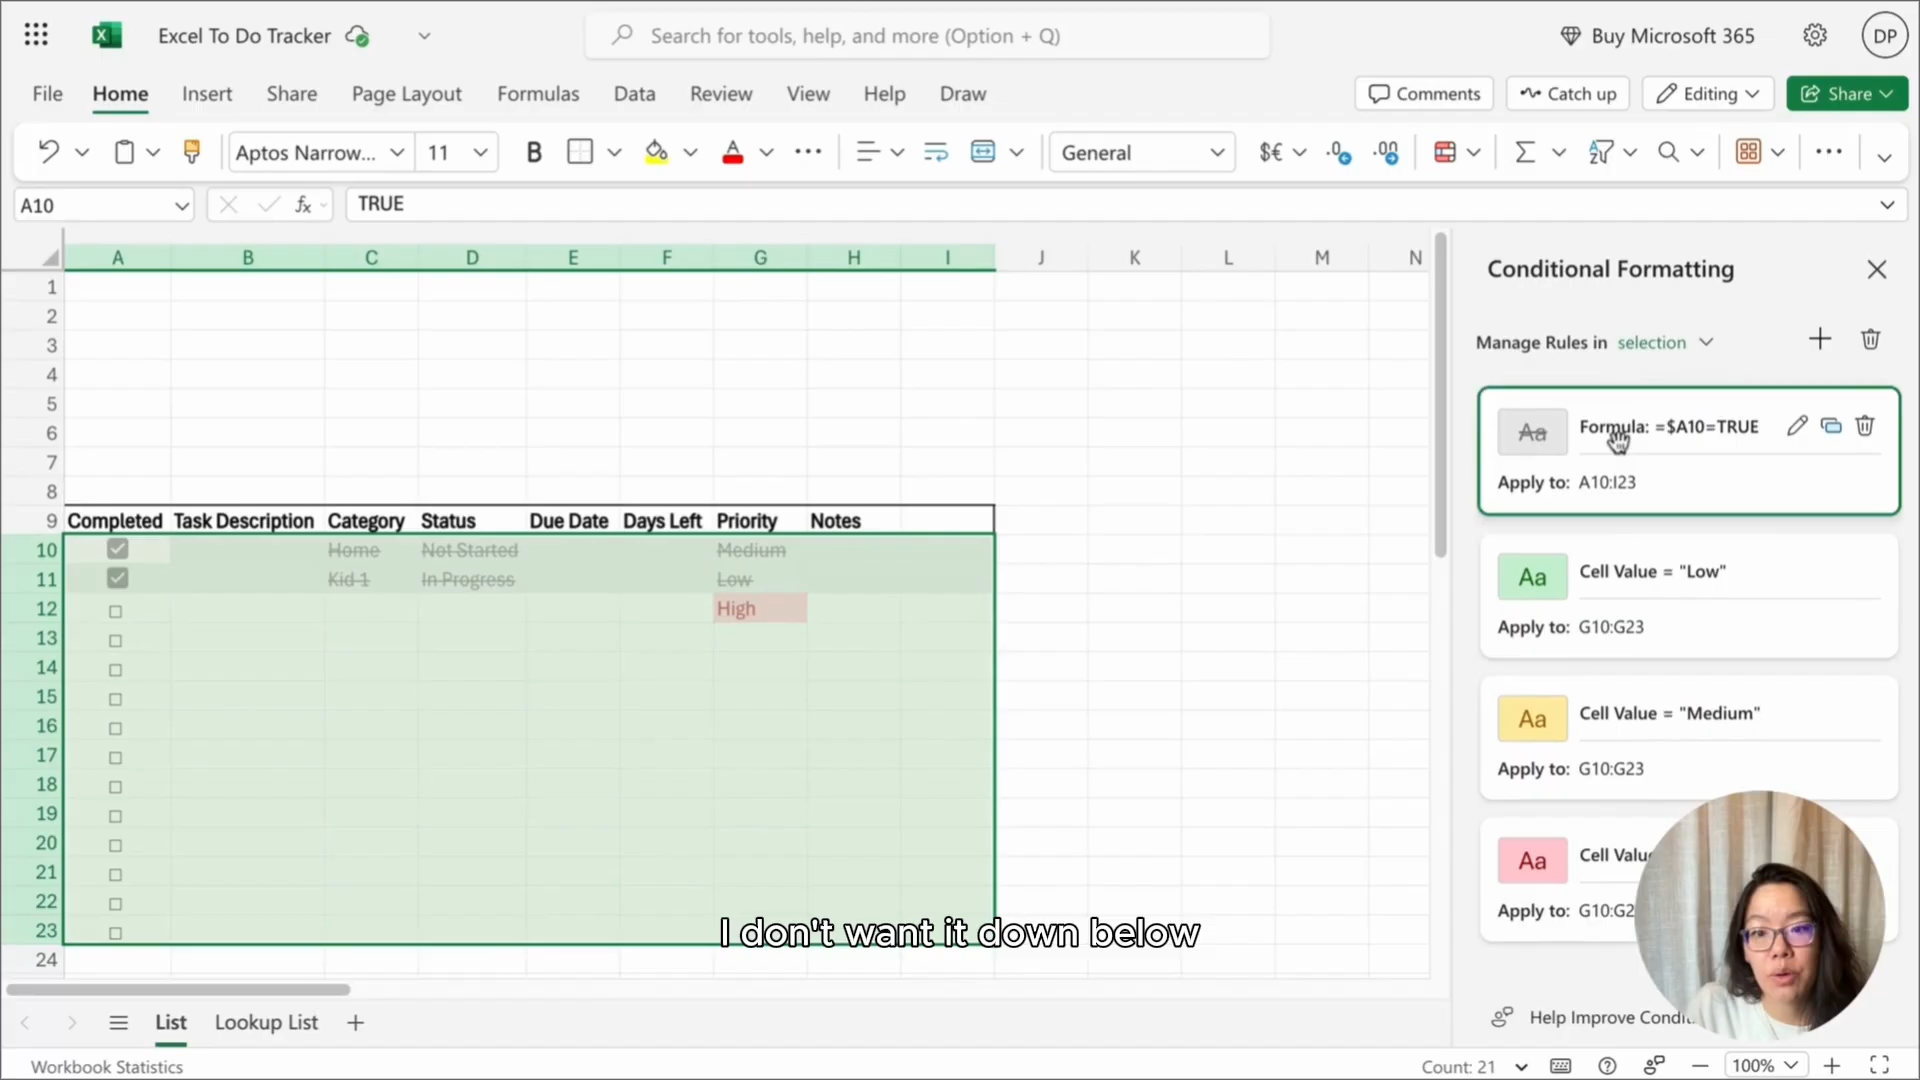 Excel To Do Tracker
Search for tools, help, and more (Option + Q)
Buy Microsoft 365
DP
File Home Insert Share Page Layout Formulas Data Review View Help Draw
Comments Catch up Editing Share
Aptos Narrow... 11 B General $€ .0 .00
A10 fx TRUE
A B C D E F G H I J K L M N
1
2
3
4
5
6
7
8
9 Completed Task Description Category Status Due Date Days Left Priority Notes
10 Home Not Started Medium
11 Kid 1 In Progress Low
12 High
13
14
15
16
17
18
19
20
21
22
23
24
Conditional Formatting
Manage Rules in selection
Aa Formula: =$A10=TRUE
Apply to: A10:I23
Aa Cell Value = "Low"
Apply to: G10:G23
Aa Cell Value = "Medium"
Apply to: G10:G23
Aa Cell Valu
Apply to: G10:G2
Help Improve Condit
I don't want it down below
List Lookup List
Workbook Statistics
Count: 21 100%